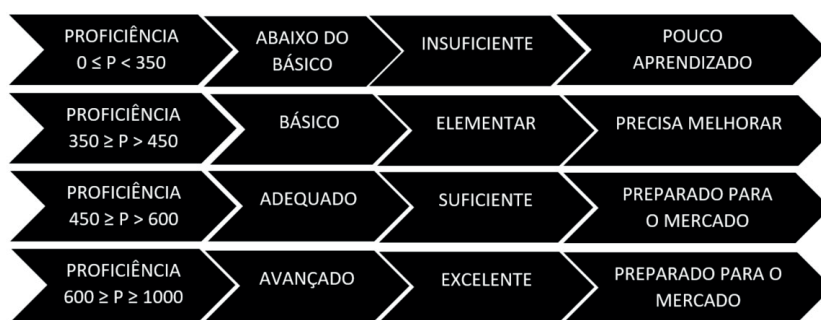 PROFICIÊNCIA
0 ≤ P < 350
ABAIXO DO
BÁSICO
INSUFICIENTE
POUCO
APRENDIZADO
PROFICIÊNCIA
350 ≥ P > 450
BÁSICO
ELEMENTAR
PRECISA MELHORAR
PROFICIÊNCIA
450 ≥ P > 600
ADEQUADO
SUFICIENTE
PREPARADO PARA
O MERCADO
PROFICIÊNCIA
600 ≥ P ≥ 1000
AVANÇADO
EXCELENTE
PREPARADO PARA O
MERCADO